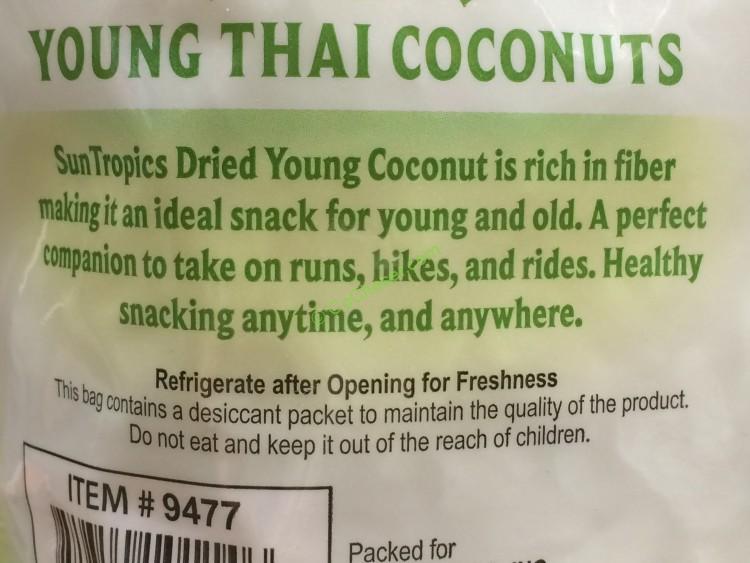 YOUNG THAI COCONUTS
SunTropics Dried Young Coconut is rich in fiber
making it an ideal snack for young and old. A perfect
companion to take on runs, hikes, and rides. Healthy
snacking anytime, and anywhere.
Refrigerate after Opening for Freshness
This bag contains a desiccant packet to maintain the quality of the product.
Do not eat and keep it out of the reach of children.
ITEM # 9477
Packed for